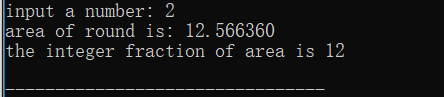 input a number: 2
area of round is: 12.566360
the integer fraction of area is 12
--------------------------------